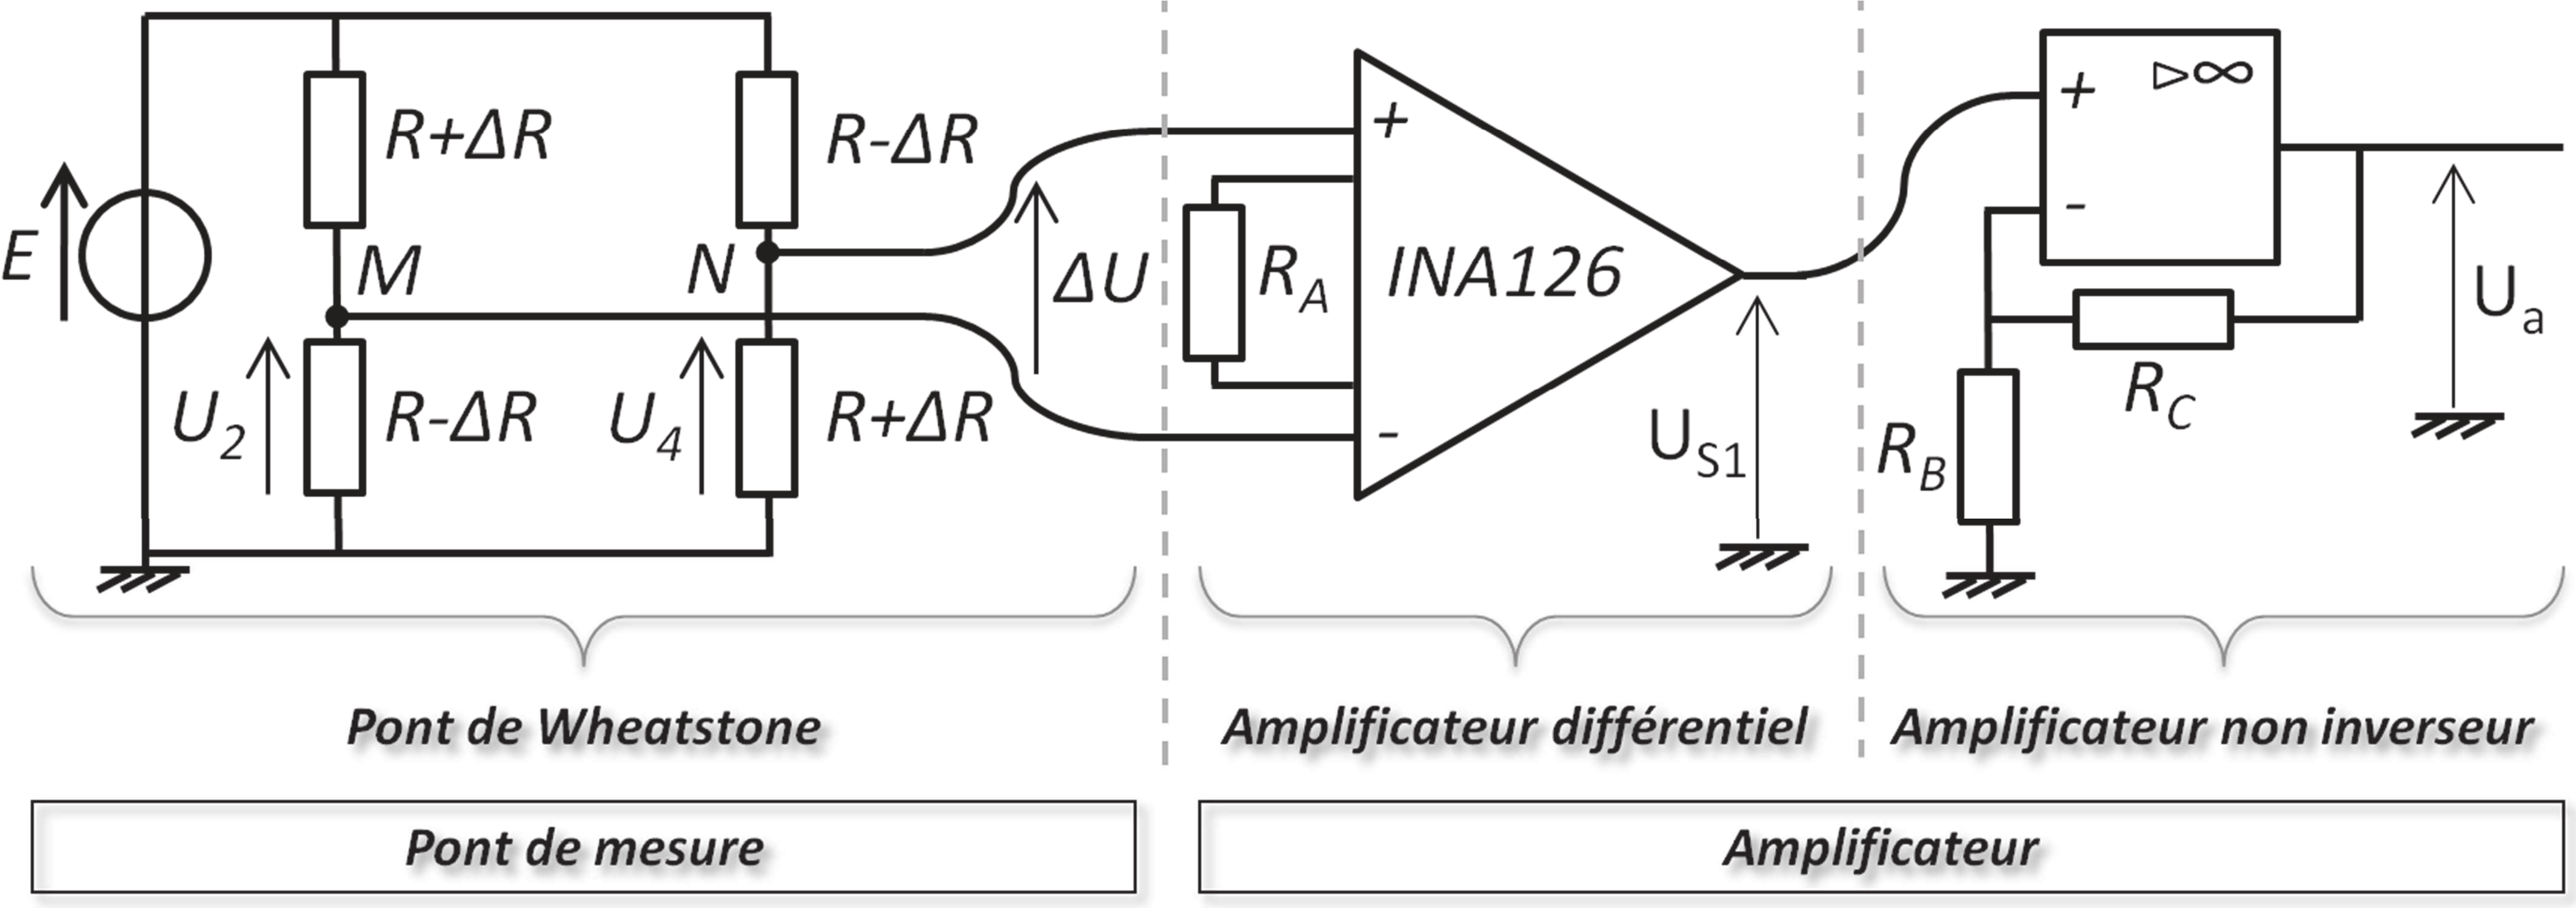 E
R+ΔR
R-ΔR
M
N
U2
R-ΔR
U4
R+ΔR
ΔU
+
RA
INA126
-
US1
+
▷∞
-
RC
RB
Ua
Pont de Wheatstone
Amplificateur différentiel
Amplificateur non inverseur
Pont de mesure
Amplificateur